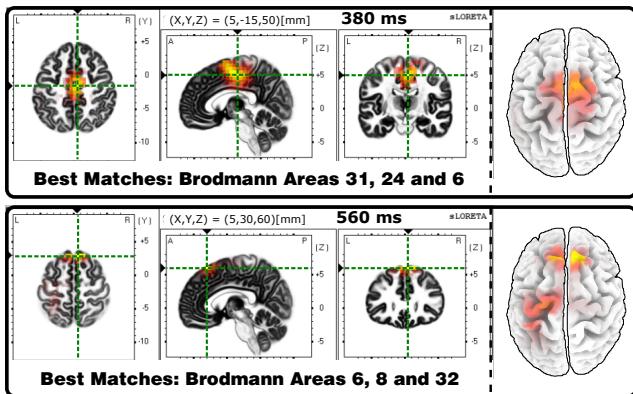 (X,Y,Z) = (5,-15,50) [mm] 380 ms sLORETA
L R (Y) A P (Z) L R (Z)
+5 +5 +5
0 0 0
-5 -5 -5
-10
Best Matches: Brodmann Areas 31, 24 and 6
(X,Y,Z) = (5,30,60)[mm] 560 ms sLORETA
L R (Y) A P (Z) L R (Z)
+5 +5 +5
0 0 0
-5 -5 -5
-10
Best Matches: Brodmann Areas 6, 8 and 32